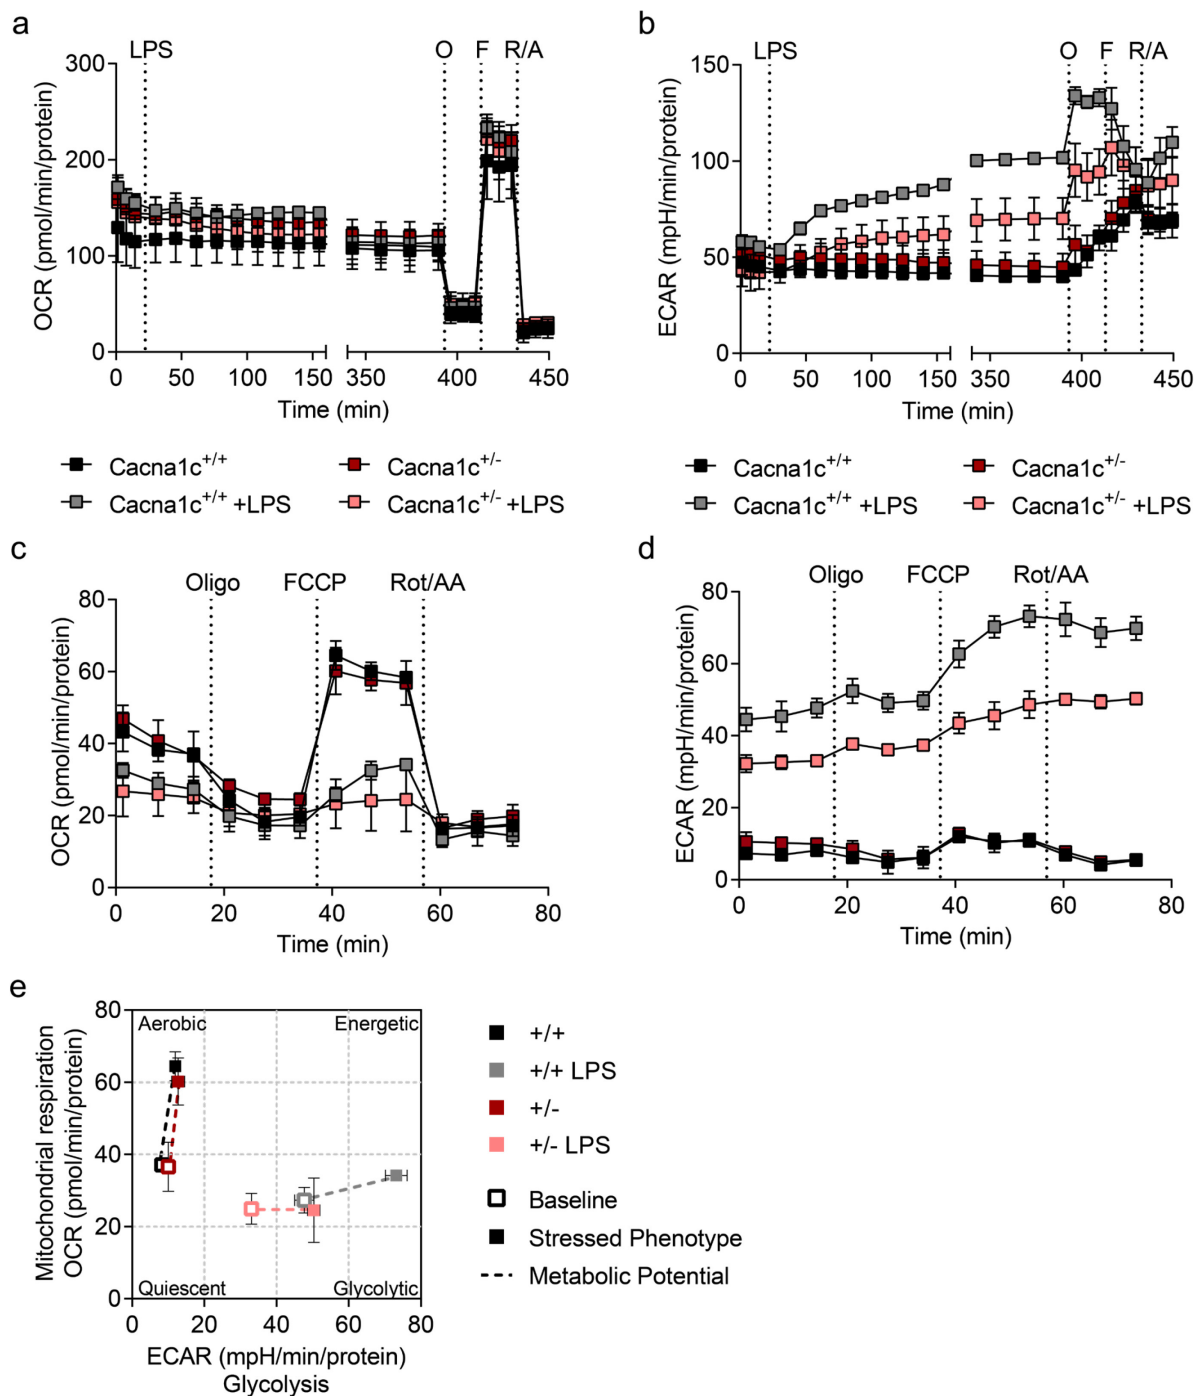 a
LPS
O
F
R/A
300
200
100
0
OCR (pmol/min/protein)
0
50
100
150
350
400
450
Time (min)
Cacna1c+/+
Cacna1c+/-
Cacna1c+/+ +LPS
Cacna1c+/- +LPS
b
LPS
O
F
R/A
150
100
50
0
ECAR (mpH/min/protein)
0
50
100
150
350
400
450
Time (min)
Cacna1c+/+
Cacna1c+/-
Cacna1c+/+ +LPS
Cacna1c+/- +LPS
c
Oligo
FCCP
Rot/AA
80
60
40
20
0
OCR (pmol/min/protein)
0
20
40
60
80
Time (min)
d
Oligo
FCCP
Rot/AA
80
60
40
20
0
ECAR (mpH/min/protein)
0
20
40
60
80
Time (min)
e
80
60
40
20
0
Mitochondrial respiration
OCR (pmol/min/protein)
Aerobic
Energetic
Quiescent
Glycolytic
0
20
40
60
80
ECAR (mpH/min/protein)
Glycolysis
+/+
+/+ LPS
+/-
+/- LPS
Baseline
Stressed Phenotype
Metabolic Potential